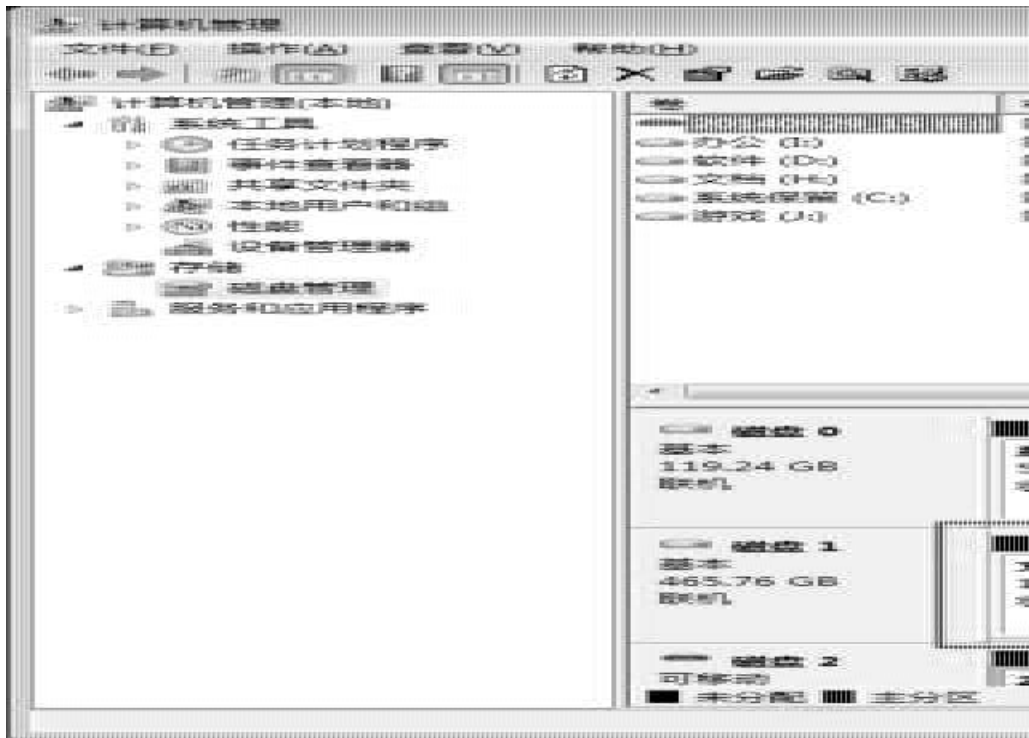 计算机管理
文件(F) 操作(A) 查看(V) 帮助(H)
计算机管理(本地)
系统工具
任务计划程序
事件查看器
共享文件夹
本地用户和组
性能
设备管理器
存储
磁盘管理
服务和应用程序
卷
办公 (I:)
软件 (D:)
文档 (H:)
系统保留 (C:)
游戏 (J:)
磁盘 0
基本
119.24 GB
联机
磁盘 1
基本
465.76 GB
联机
磁盘 2
可移动
未分配 主分区